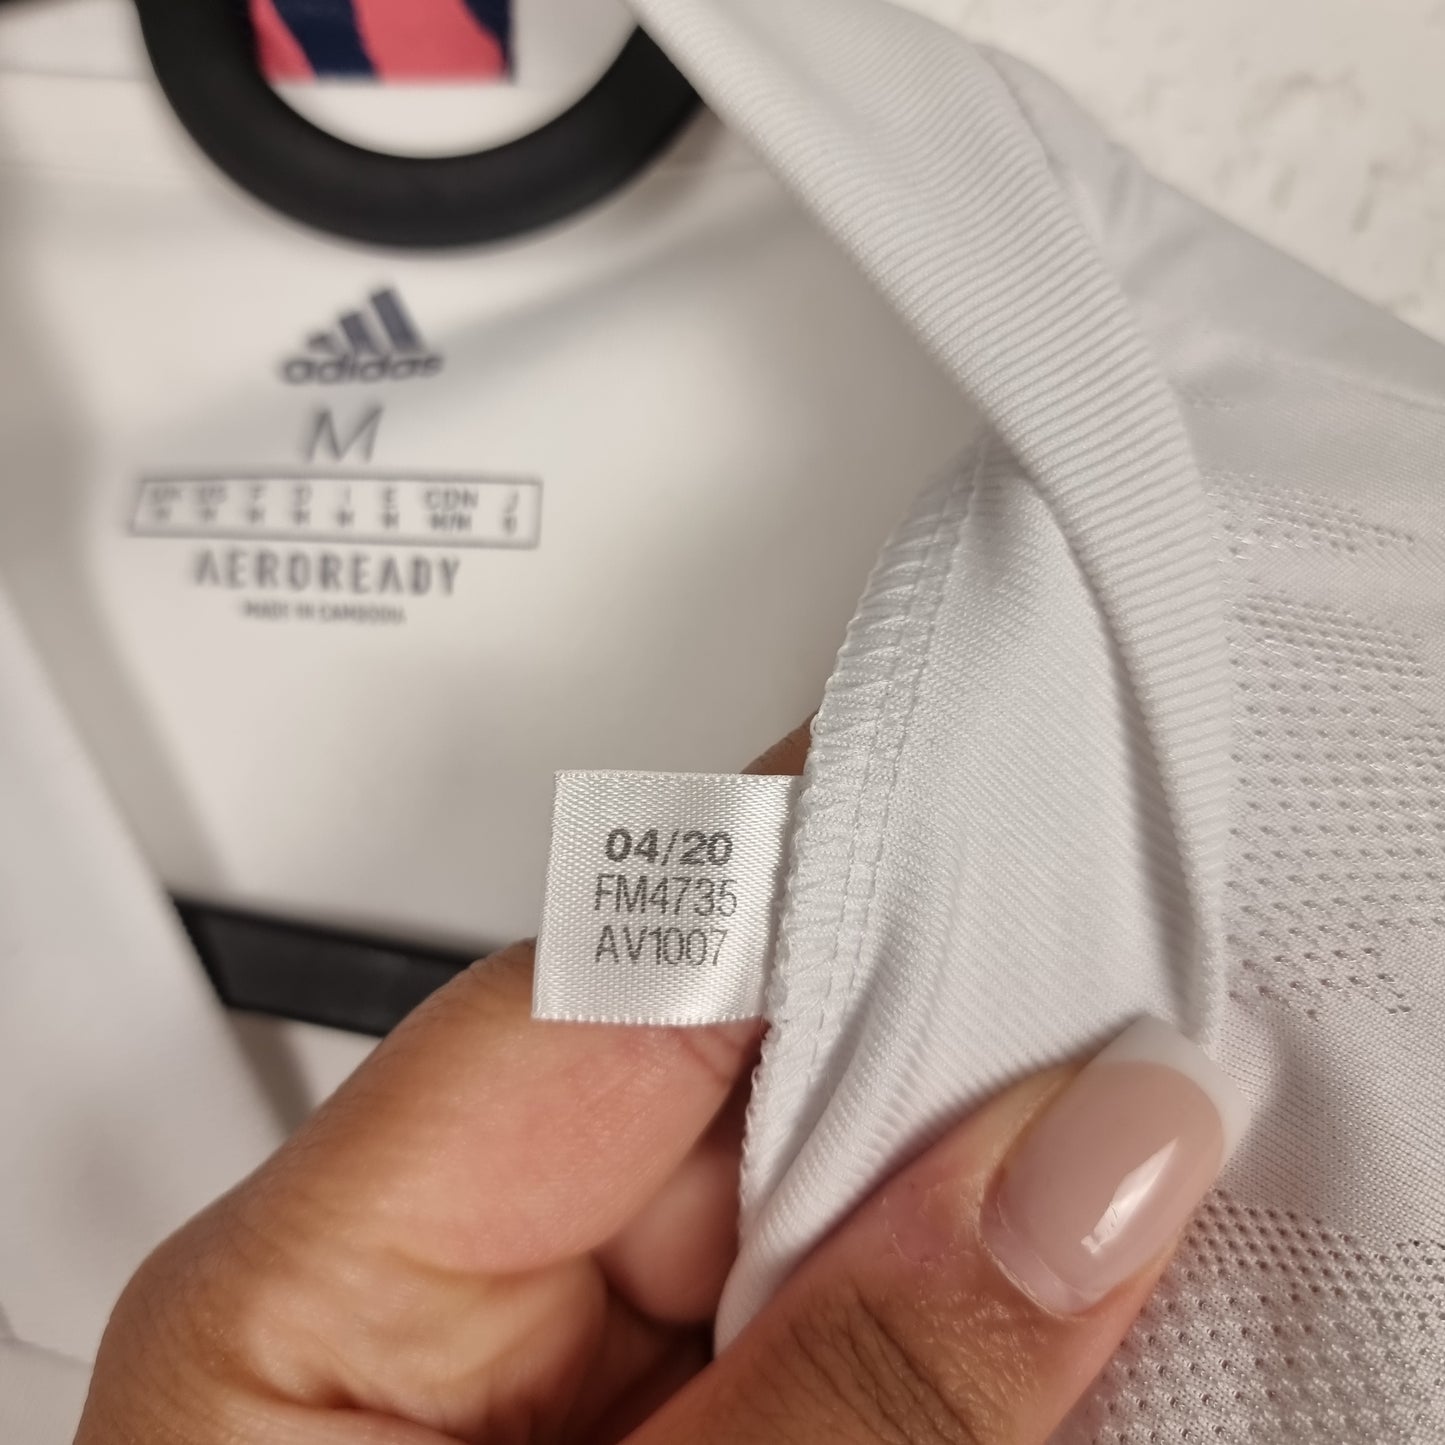 adidas
M
AEROREADY
MADE IN CAMBODIA
04/20
FM4735
AV1007